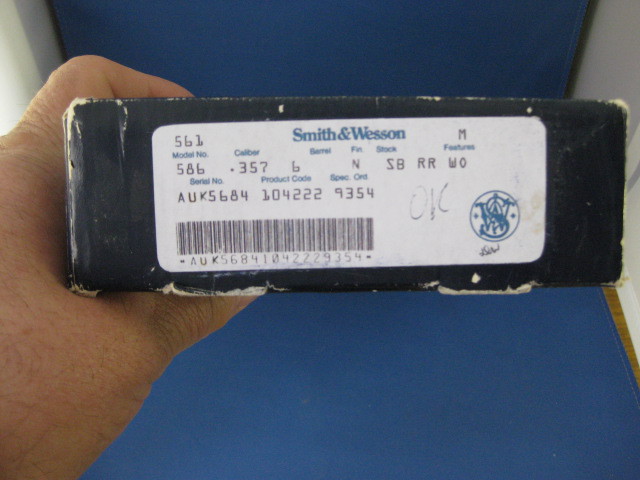 561 Smith & Wesson M
Model No. Caliber Barrel Fin. Stock Features
586 .357 6 N SB RR WO
Serial No. Product Code Spec. Ord
AUK5684 104222 9354
OK
S&W
*AUK56841042229354*